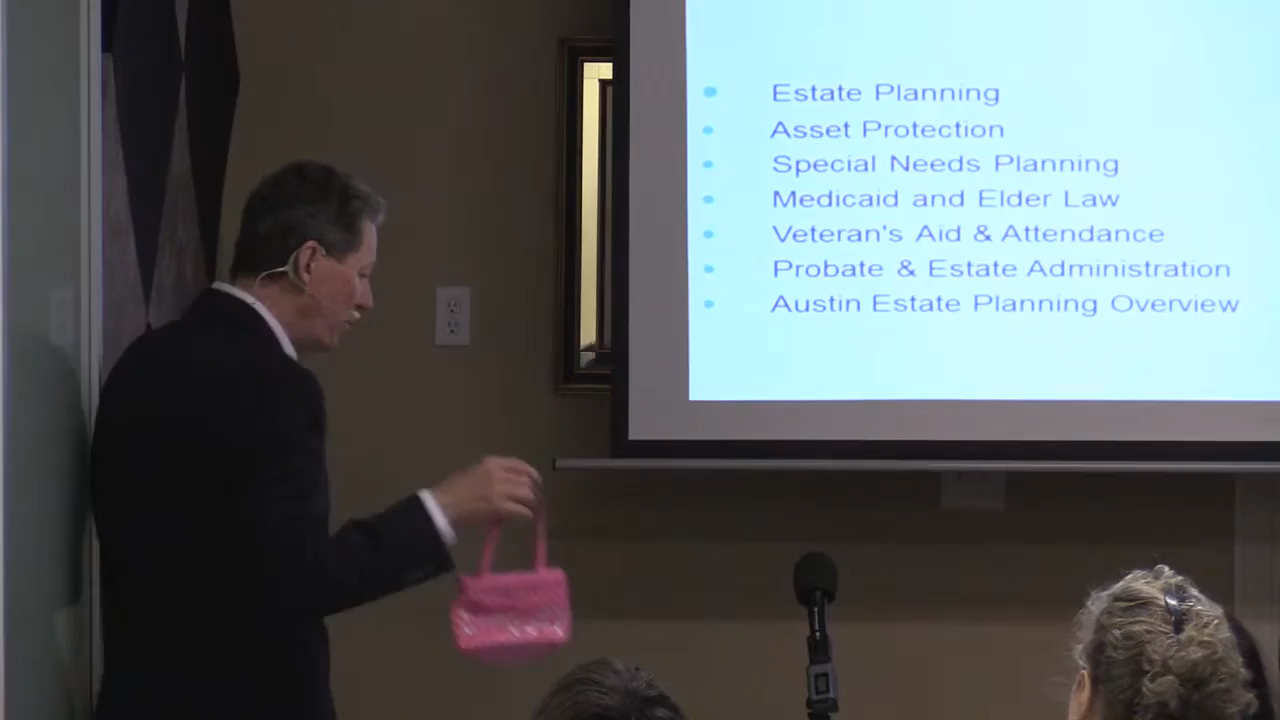 Estate Planning
Asset Protection
Special Needs Planning
Medicaid and Elder Law
Veteran's Aid & Attendance
Probate & Estate Administration
Austin Estate Planning Overview